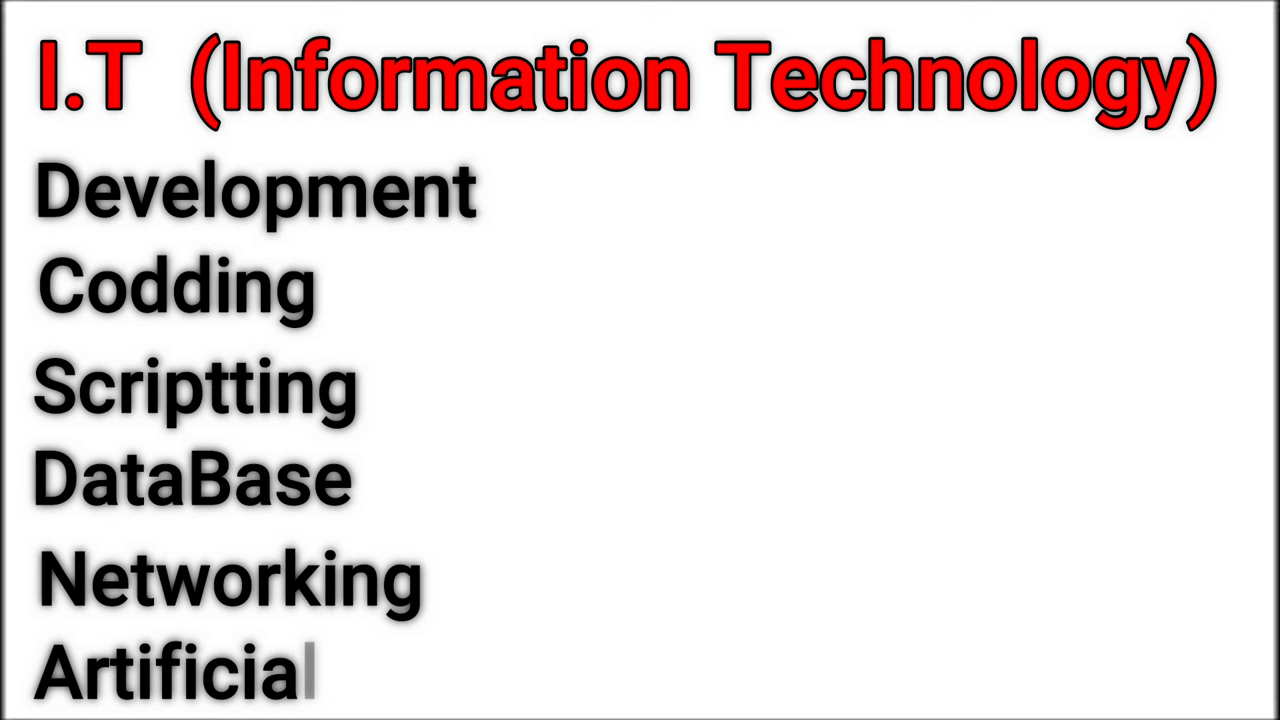 I.T (Information Technology)
Development
Codding
Scriptting
DataBase
Networking
Artificial